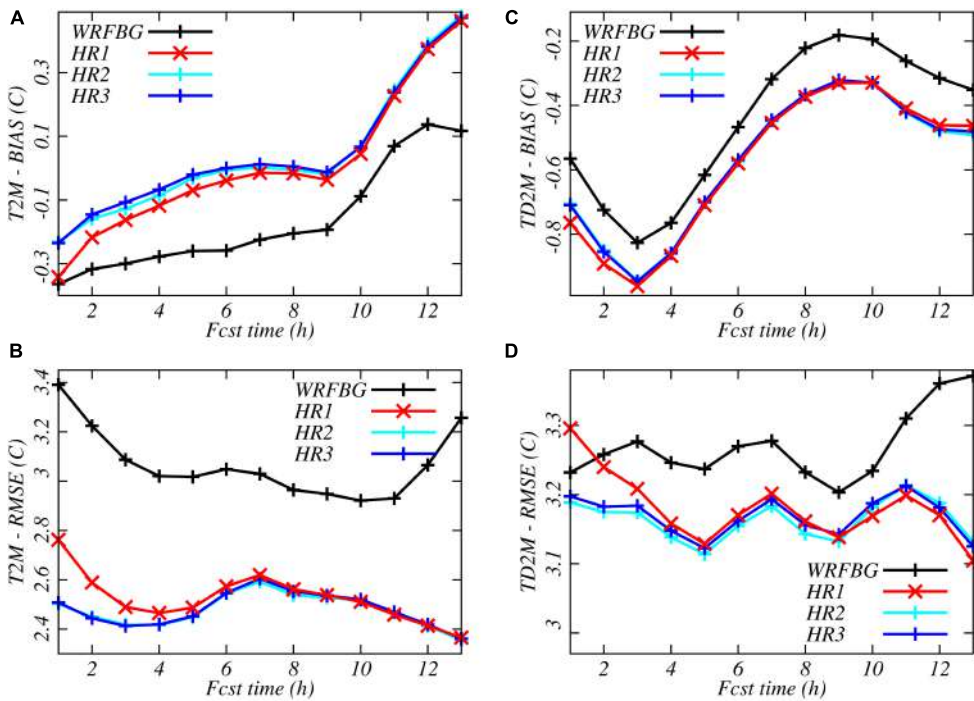 A
WRFBG
HR1
HR2
HR3
0.3
0.1
-0.1
-0.3
T2M - BIAS (C)
2 4 6 8 10 12
Fcst time (h)
C
WRFBG
HR1
HR2
HR3
-0.2
-0.4
-0.6
-0.8
TD2M - BIAS (C)
2 4 6 8 10 12
Fcst time (h)
B
WRFBG
HR1
HR2
HR3
3.4
3.2
3
2.8
2.6
2.4
T2M - RMSE (C)
2 4 6 8 10 12
Fcst time (h)
D
3.3
3.2
3.1
3
TD2M - RMSE (C)
WRFBG
HR1
HR2
HR3
2 4 6 8 10 12
Fcst time (h)